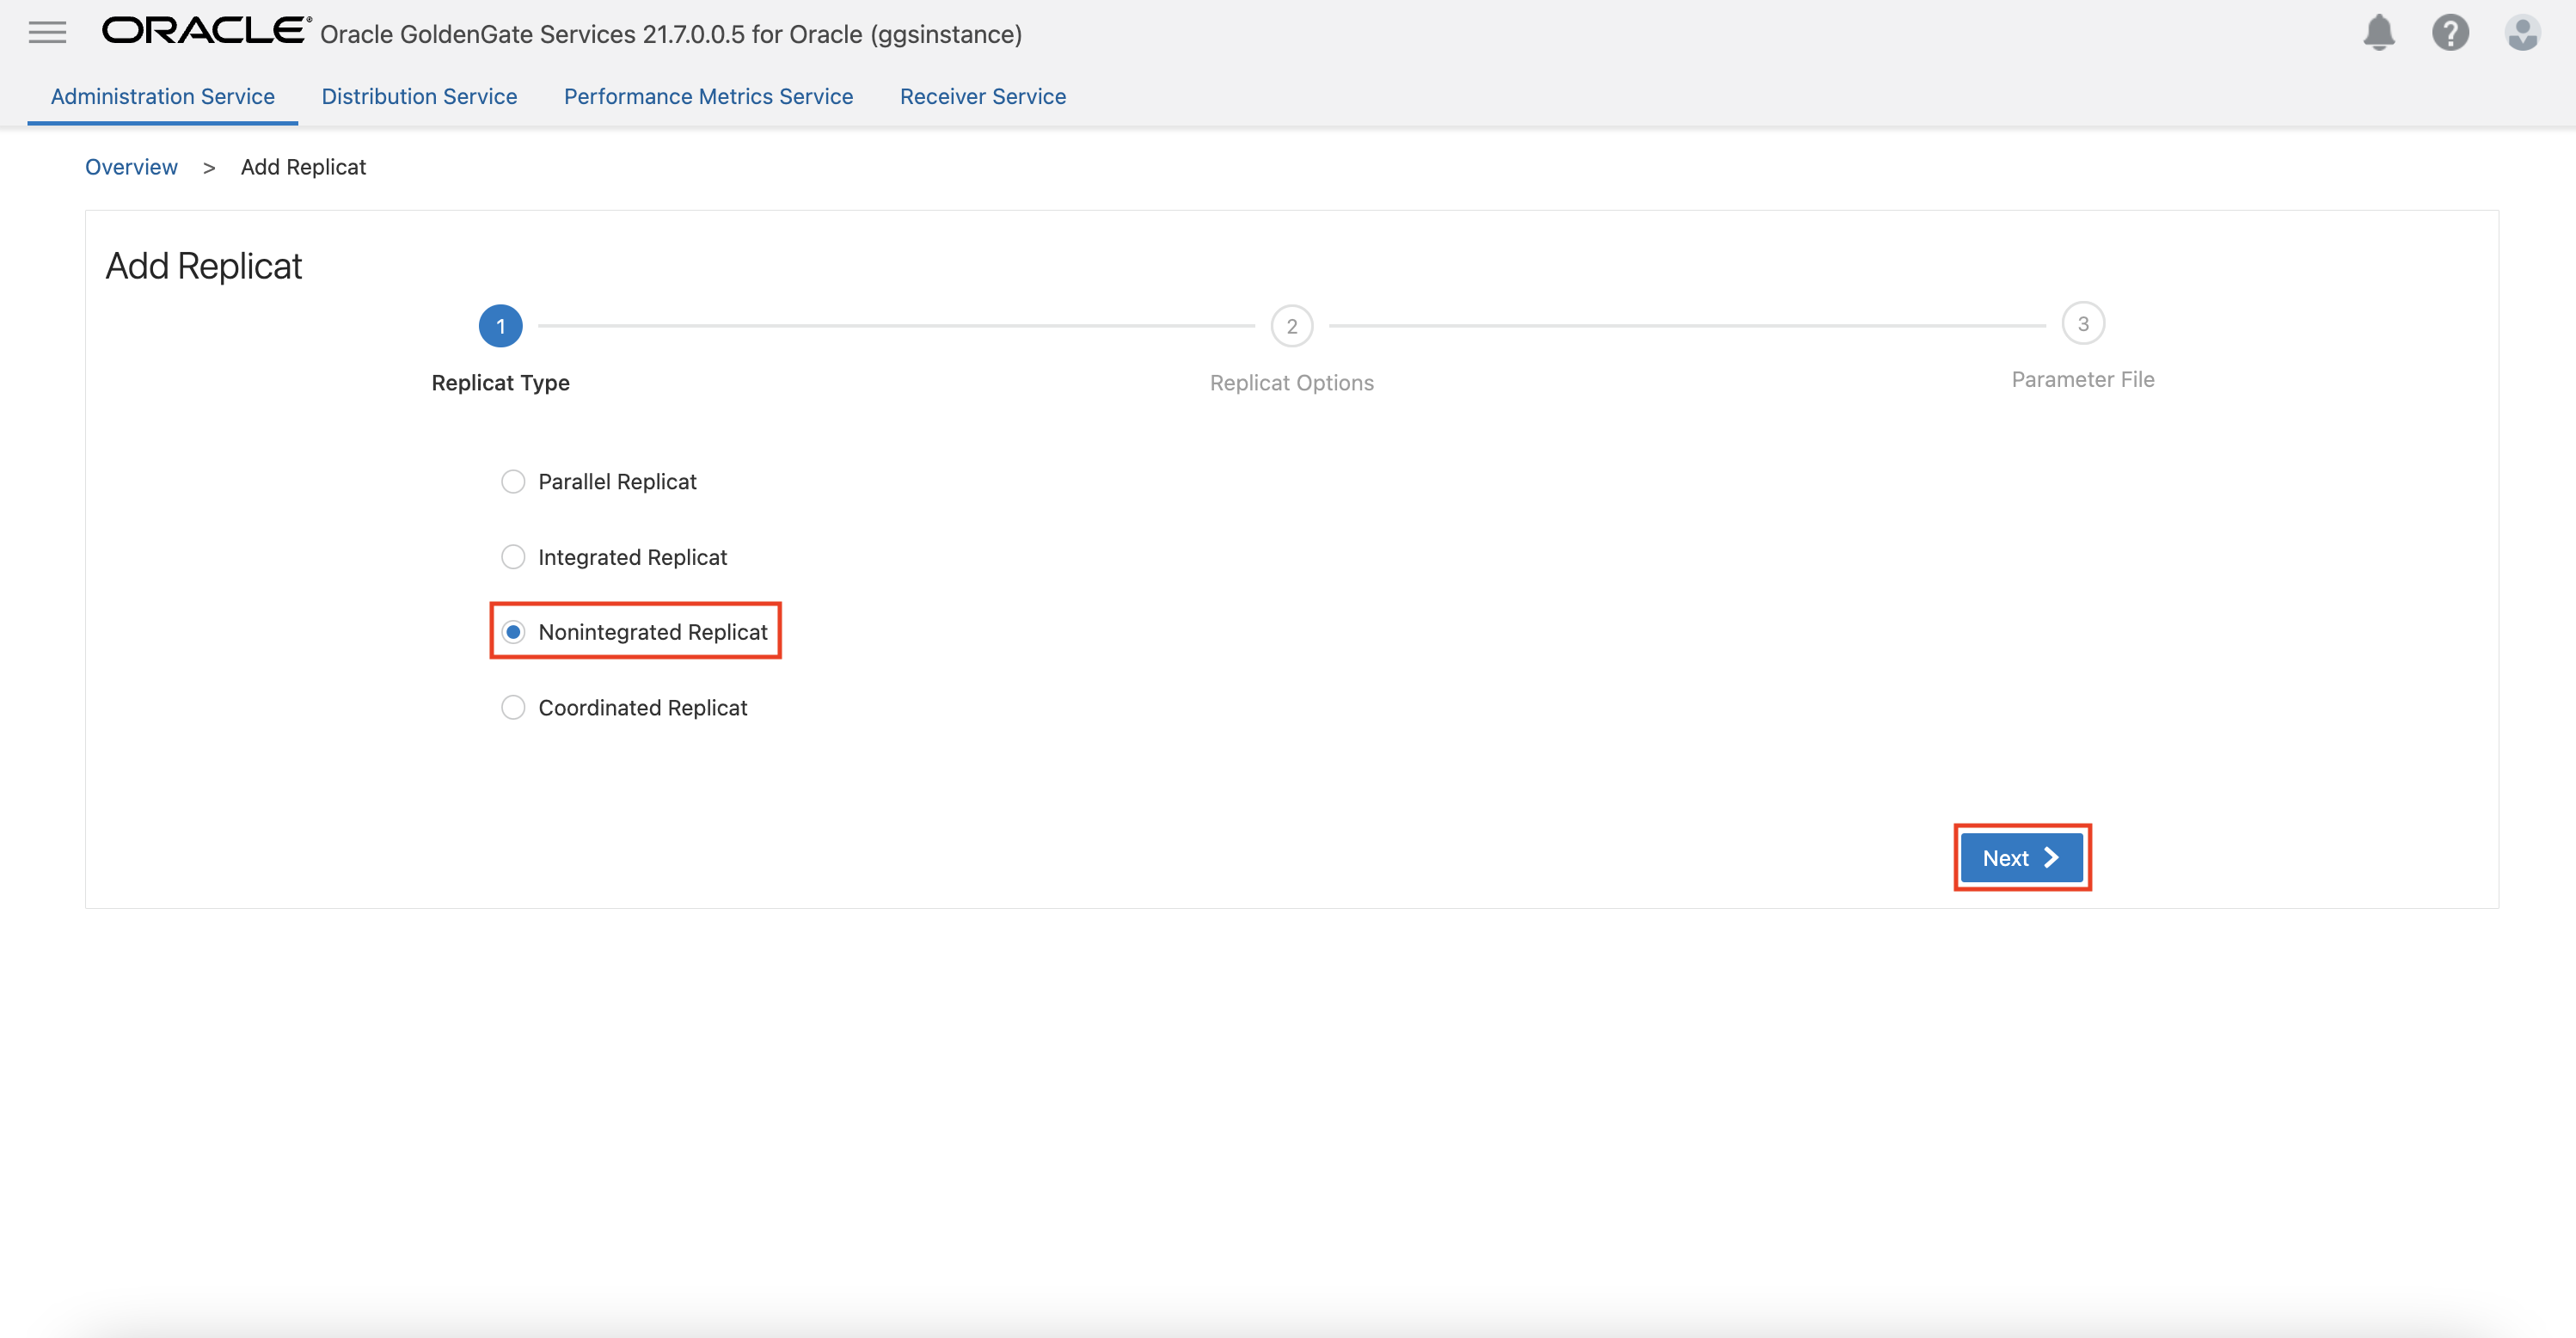 ORACLE Oracle GoldenGate Services 21.7.0.0.5 for Oracle (ggsinstance)
Administration Service Distribution Service Performance Metrics Service Receiver Service
Overview > Add Replicat
Add Replicat
1 2 3
Replicat Type Replicat Options Parameter File
Parallel Replicat
Integrated Replicat
Nonintegrated Replicat
Coordinated Replicat
Next